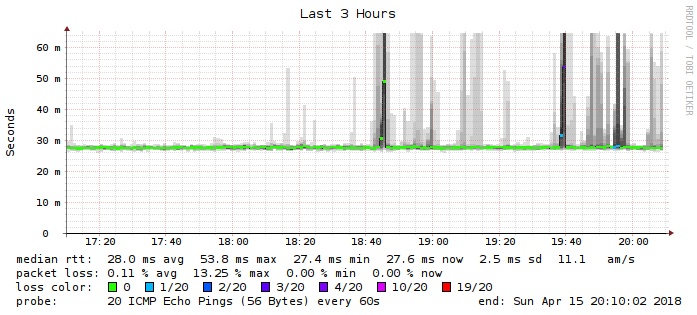 Last 3 Hours
RRDTOOL / TOBI OETIKER
Seconds
60 m
50 m
40 m
30 m
20 m
10 m
0
17:20 17:40 18:00 18:20 18:40 19:00 19:20 19:40 20:00
median rtt: 28.0 ms avg 53.8 ms max 27.4 ms min 27.6 ms now 2.5 ms sd 11.1 am/s
packet loss: 0.11 % avg 13.25 % max 0.00 % min 0.00 % now
loss color: 0 1/20 2/20 3/20 4/20 10/20 19/20
probe: 20 ICMP Echo Pings (56 Bytes) every 60s end: Sun Apr 15 20:10:02 2018